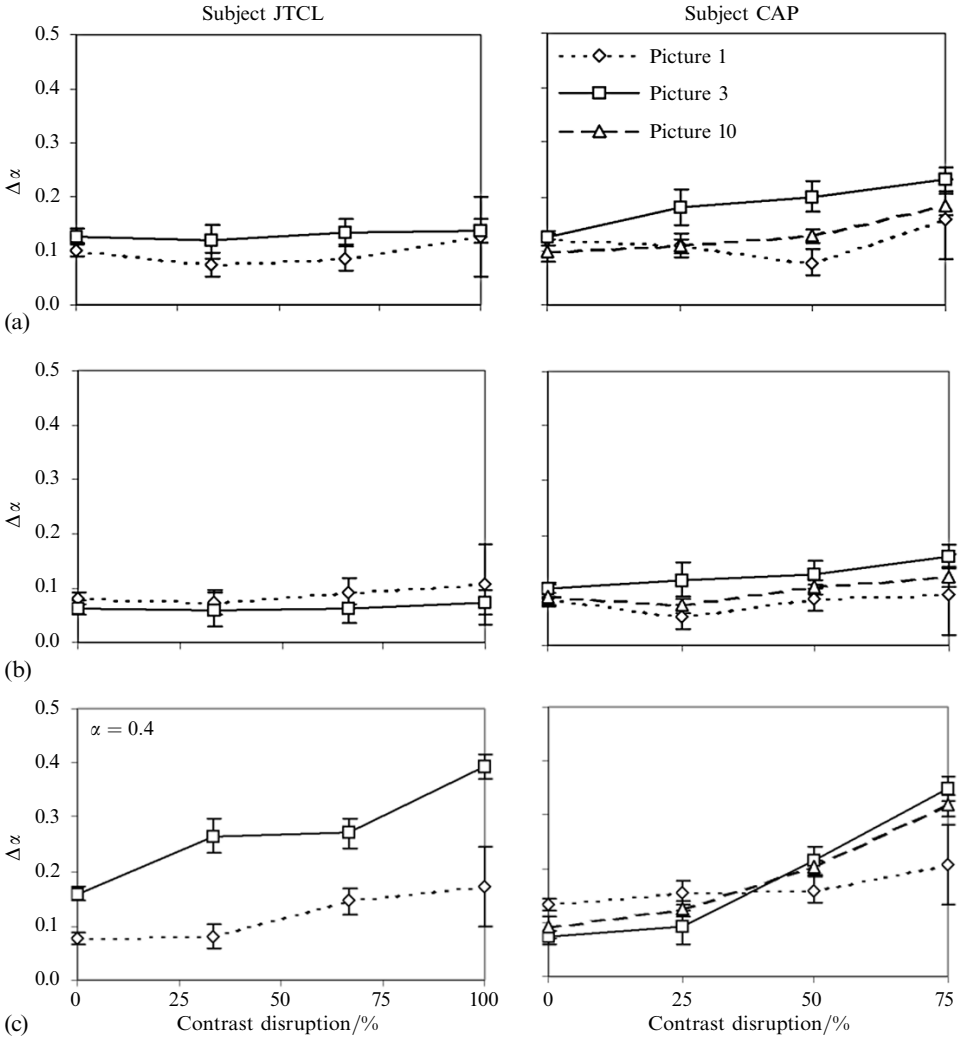 Subject JTCL
Subject CAP
0.5
0.4
0.3
0.2
0.1
0.0
Δα
(a)
Picture 1
Picture 3
Picture 10
0.5
0.4
0.3
0.2
0.1
0.0
Δα
(b)
0.5
0.4
0.3
0.2
0.1
0.0
Δα
α = 0.4
(c)
0 25 50 75 100
Contrast disruption/%
0 25 50 75
Contrast disruption/%